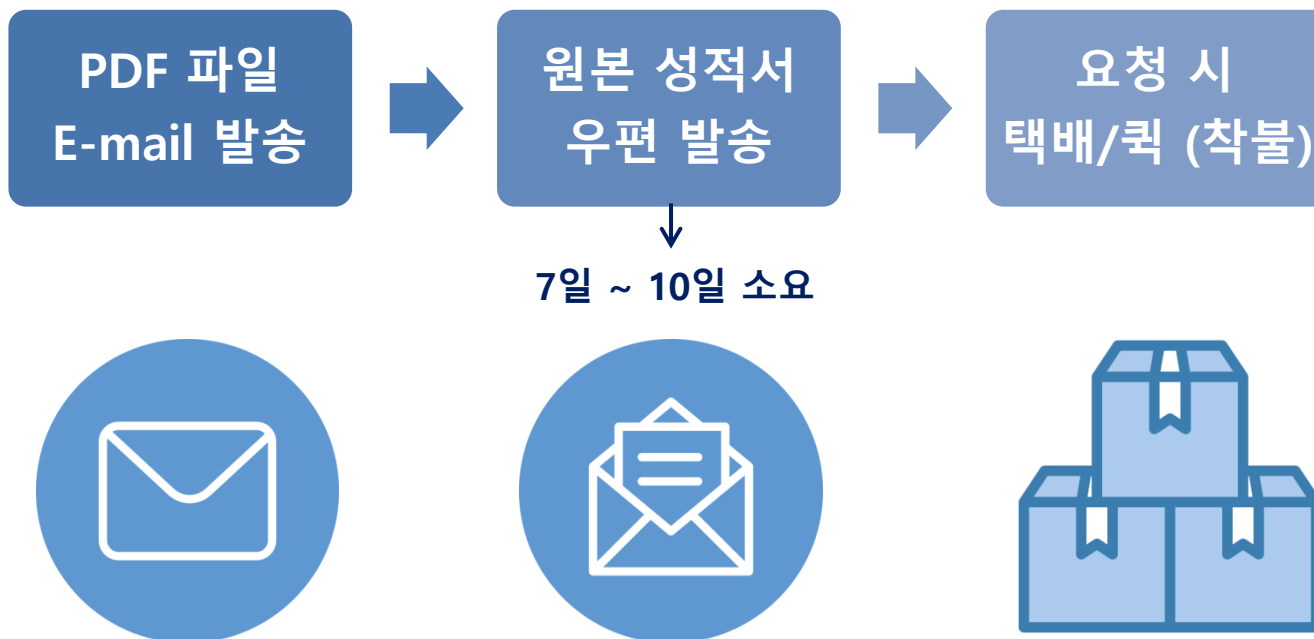 PDF 파일
E-mail 발송
원본 성적서
우편 발송
요청 시
택배/퀵 (착불)
7일 ~ 10일 소요